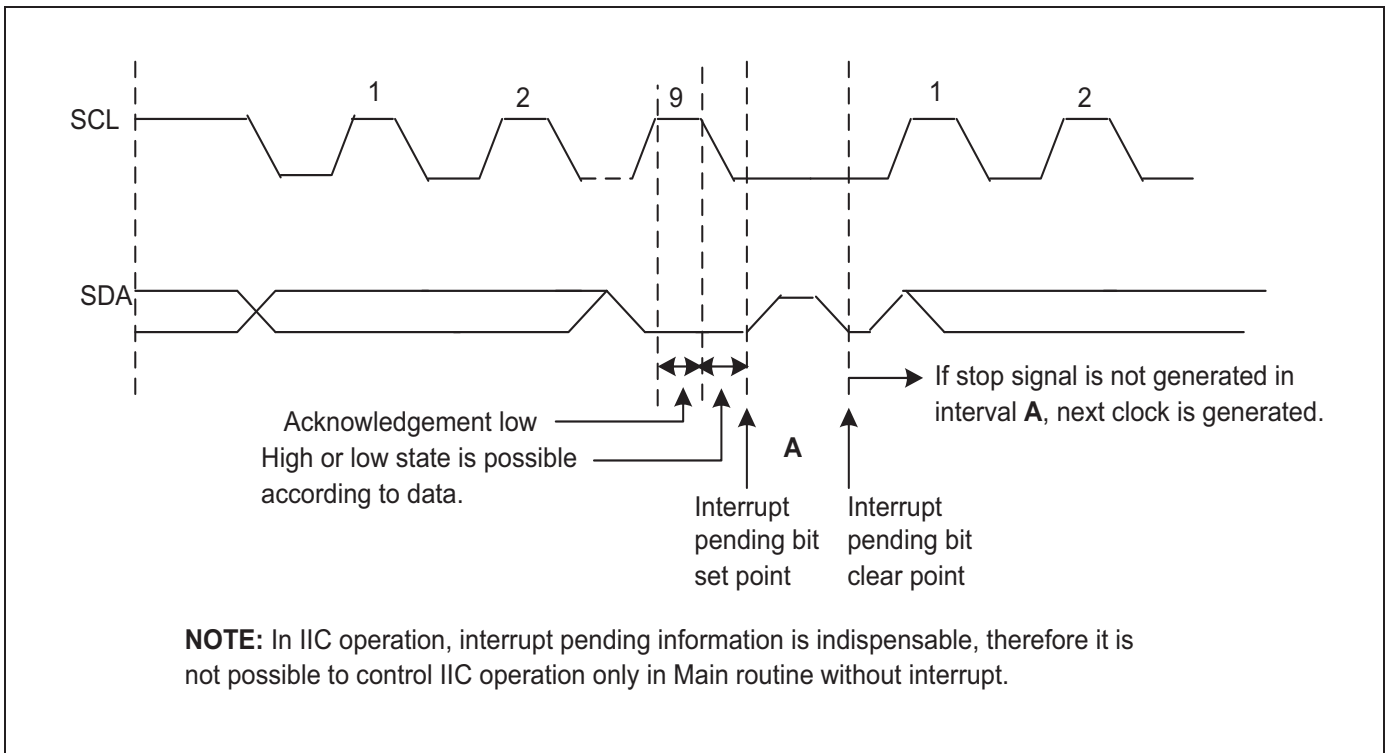 1
2
9
1
2
SCL
SDA
If stop signal is not generated in
interval A, next clock is generated.
Acknowledgement low
High or low state is possible
according to data.
A
Interrupt
pending bit
set point
Interrupt
pending bit
clear point
NOTE: In IIC operation, interrupt pending information is indispensable, therefore it is
not possible to control IIC operation only in Main routine without interrupt.